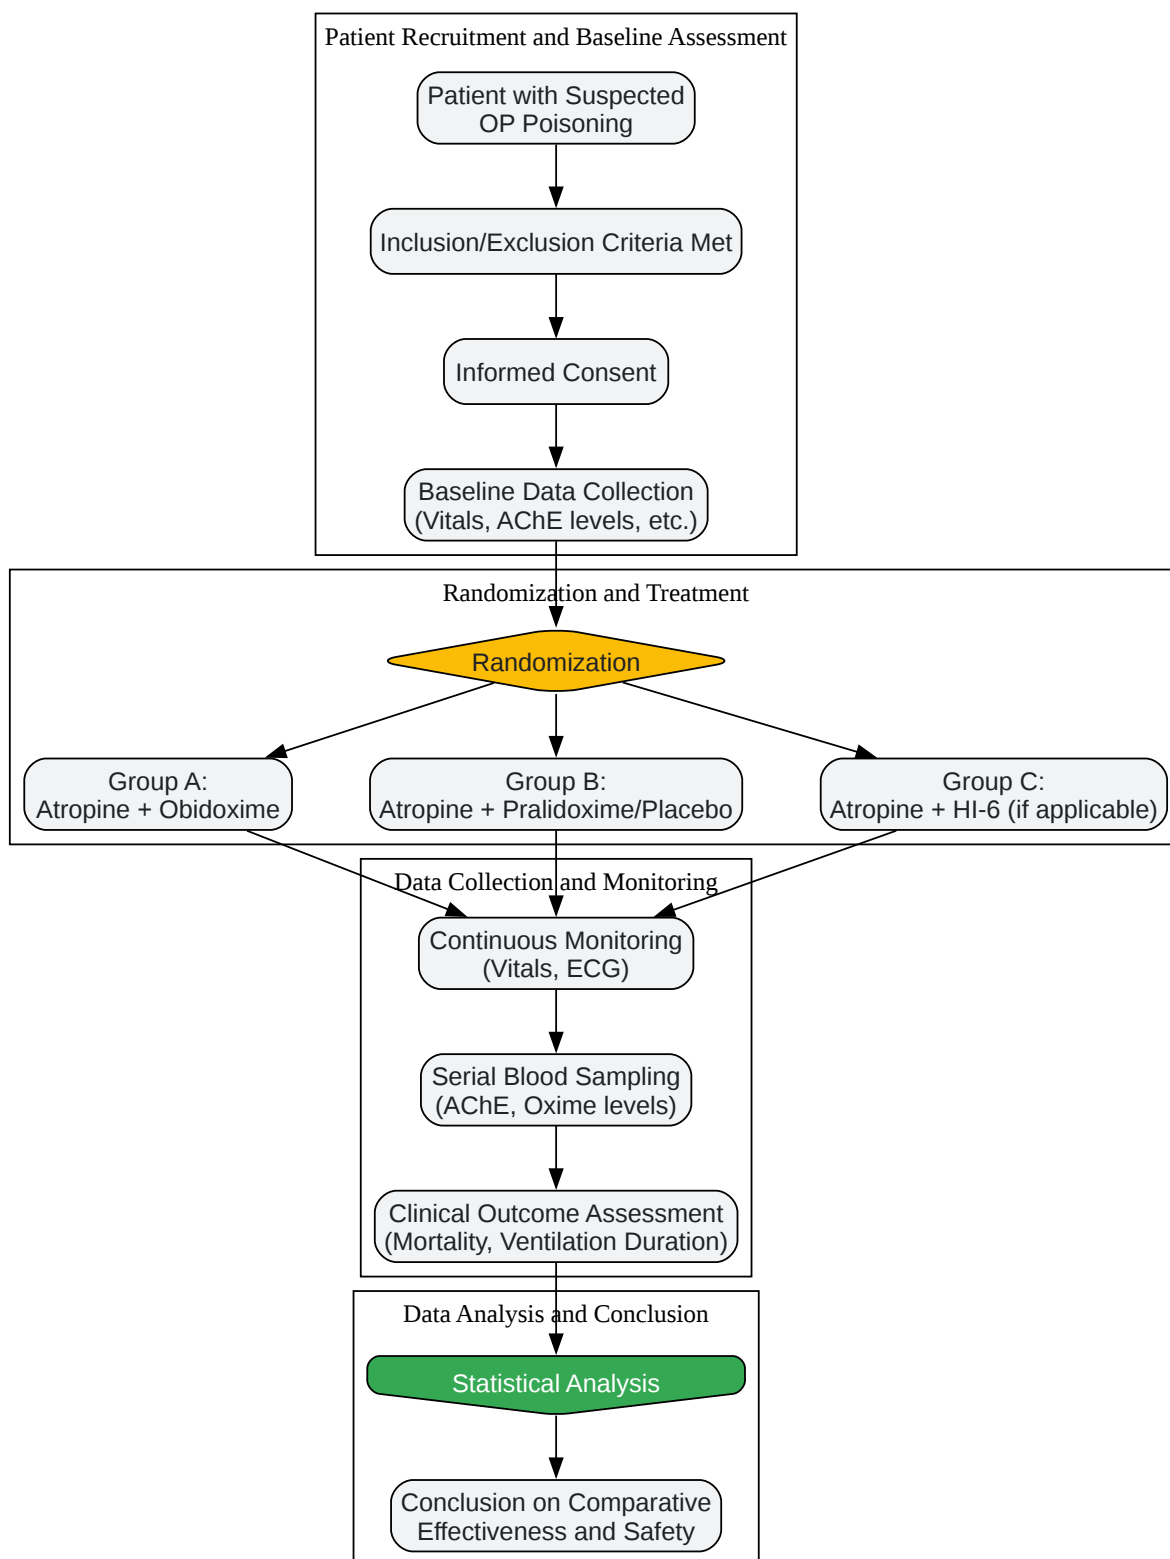 Patient Recruitment and Baseline Assessment
Patient with Suspected
OP Poisoning
Inclusion/Exclusion Criteria Met
Informed Consent
Baseline Data Collection
(Vitals, AChE levels, etc.)
Randomization and Treatment
Randomization
Group A:
Atropine + Obidoxime
Group B:
Atropine + Pralidoxime/Placebo
Group C:
Atropine + HI-6 (if applicable)
Data Collection and Monitoring
Continuous Monitoring
(Vitals, ECG)
Serial Blood Sampling
(AChE, Oxime levels)
Clinical Outcome Assessment
(Mortality, Ventilation Duration)
Data Analysis and Conclusion
Statistical Analysis
Conclusion on Comparative
Effectiveness and Safety